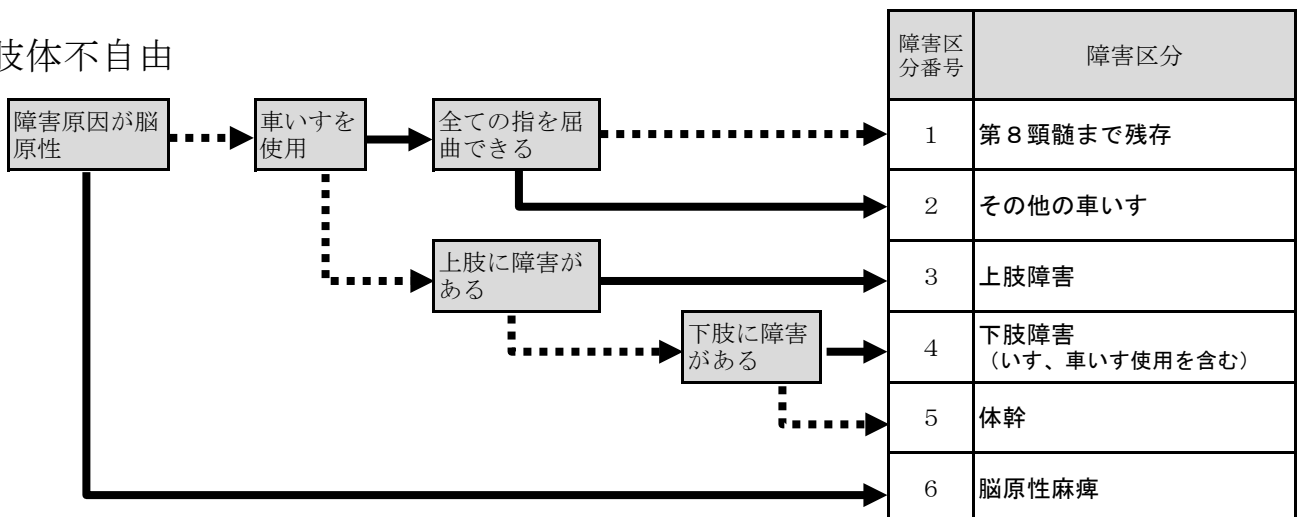 肢体不自由
障害原因が脳
原性
車いすを
使用
全ての指を屈
曲できる
上肢に障害が
ある
下肢に障害
がある
障害区
分番号
障害区分
1
第８頸髄まで残存
2
その他の車いす
3
上肢障害
4
下肢障害
（いす、車いす使用を含む）
5
体幹
6
脳原性麻痺